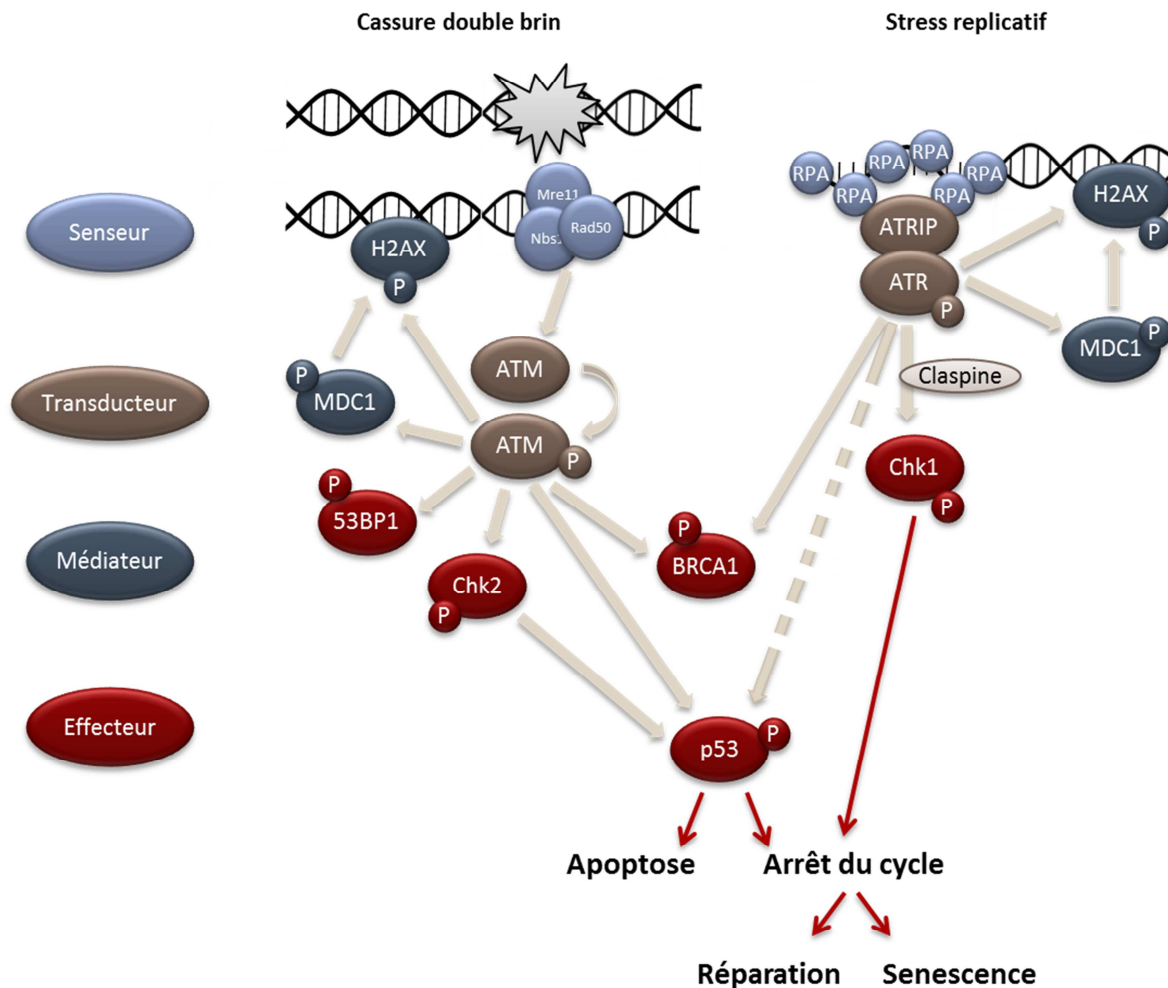 Cassure double brin
Stress replicatif
Senseur
Transducteur
Médiateur
Effecteur
Mre11
Rad50
H2AX
P
ATM
ATM
P
P
MDC1
P
53BP1
Chk2
P
P
BRCA1
RPA
RPA
RPA
RPA
RPA
RPA
ATRIP
ATR
P
H2AX
P
P
MDC1
Claspine
Chk1
P
p53
P
Apoptose
Arrêt du cycle
Réparation
Senescence